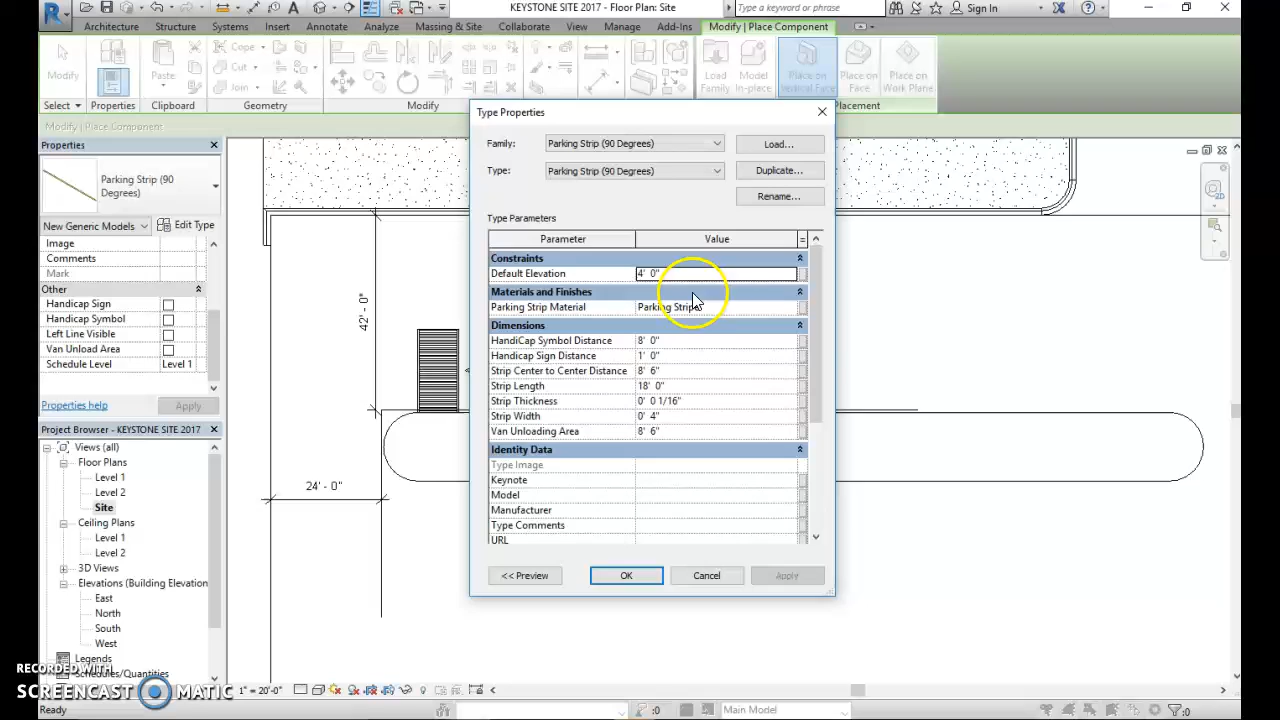 KEYSTONE SITE 2017 - Floor Plan: Site
Type a keyword or phrase
Sign In
Architecture Structure Systems Insert Annotate Analyze Massing & Site Collaborate View Manage Add-Ins Modify | Place Component
Modify
Paste
Cope
Cut
Join
Load Family
Model In-place
Place on Vertical Face
Place on Face
Place on Work Plane
Select Properties Clipboard Geometry Modify Placement
Modify | Place Component
Properties
Parking Strip (90 Degrees)
New Generic Models
Edit Type
Image
Comments
Mark
Other
Handicap Sign
Handicap Symbol
Left Line Visible
Van Unload Area
Schedule Level Level 1
Properties help
Apply
Project Browser - KEYSTONE SITE 2017
Views (all)
Floor Plans
Level 1
Level 2
Site
Ceiling Plans
Level 1
Level 2
3D Views
Elevations (Building Elevation
East
North
South
West
Legends
Schedules/Quantities
42' - 0"
24' - 0"
2D
Type Properties
Family: Parking Strip (90 Degrees) Load...
Type: Parking Strip (90 Degrees) Duplicate...
Rename...
Type Parameters
Parameter Value =
Constraints
Default Elevation 4' 0"
Materials and Finishes
Parking Strip Material Parking Stripe
Dimensions
HandiCap Symbol Distance 8' 0"
Handicap Sign Distance 1' 0"
Strip Center to Center Distance 8' 6"
Strip Length 18' 0"
Strip Thickness 0' 0 1/16"
Strip Width 0' 4"
Van Unloading Area 8' 6"
Identity Data
Type Image
Keynote
Model
Manufacturer
Type Comments
URL
<< Preview OK Cancel Apply
RECORDED WITH
SCREENCAST MATIC
1" = 20'-0"
Ready
:0
Main Model
:0